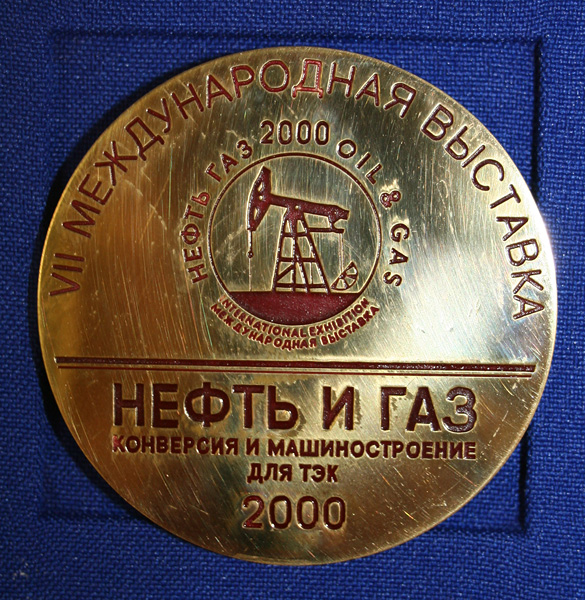 VII МЕЖДУНАРОДНАЯ ВЫСТАВКА
НЕФТЬ ГАЗ 2000 OIL & GAS
INTERNATIONAL EXHIBITION
МЕЖДУНАРОДНАЯ ВЫСТАВКА
НЕФТЬ И ГАЗ
КОНВЕРСИЯ И МАШИНОСТРОЕНИЕ
ДЛЯ ТЭК
2000